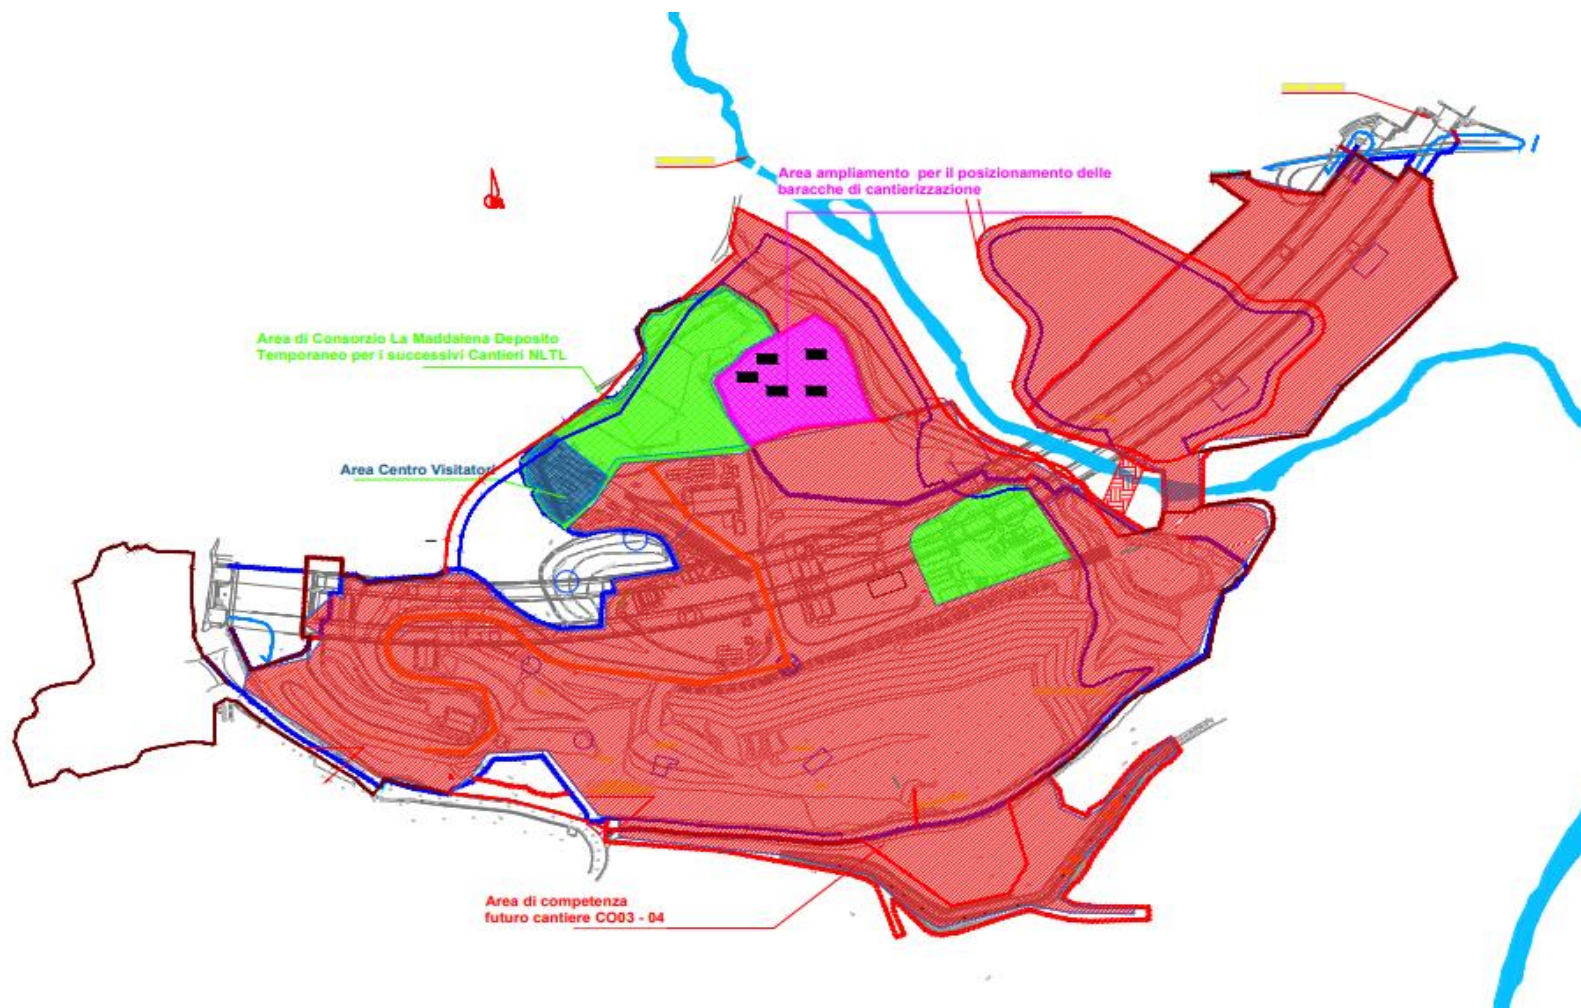 Area ampliamento per il posizionamento delle
baracche di cantierizzazione
Area di Consorzio La Maddalena Deposito
Temporaneo per i successivi Cantieri NLTL
Area Centro Visitatori
Area di competenza
futuro cantiere CO03 - 04